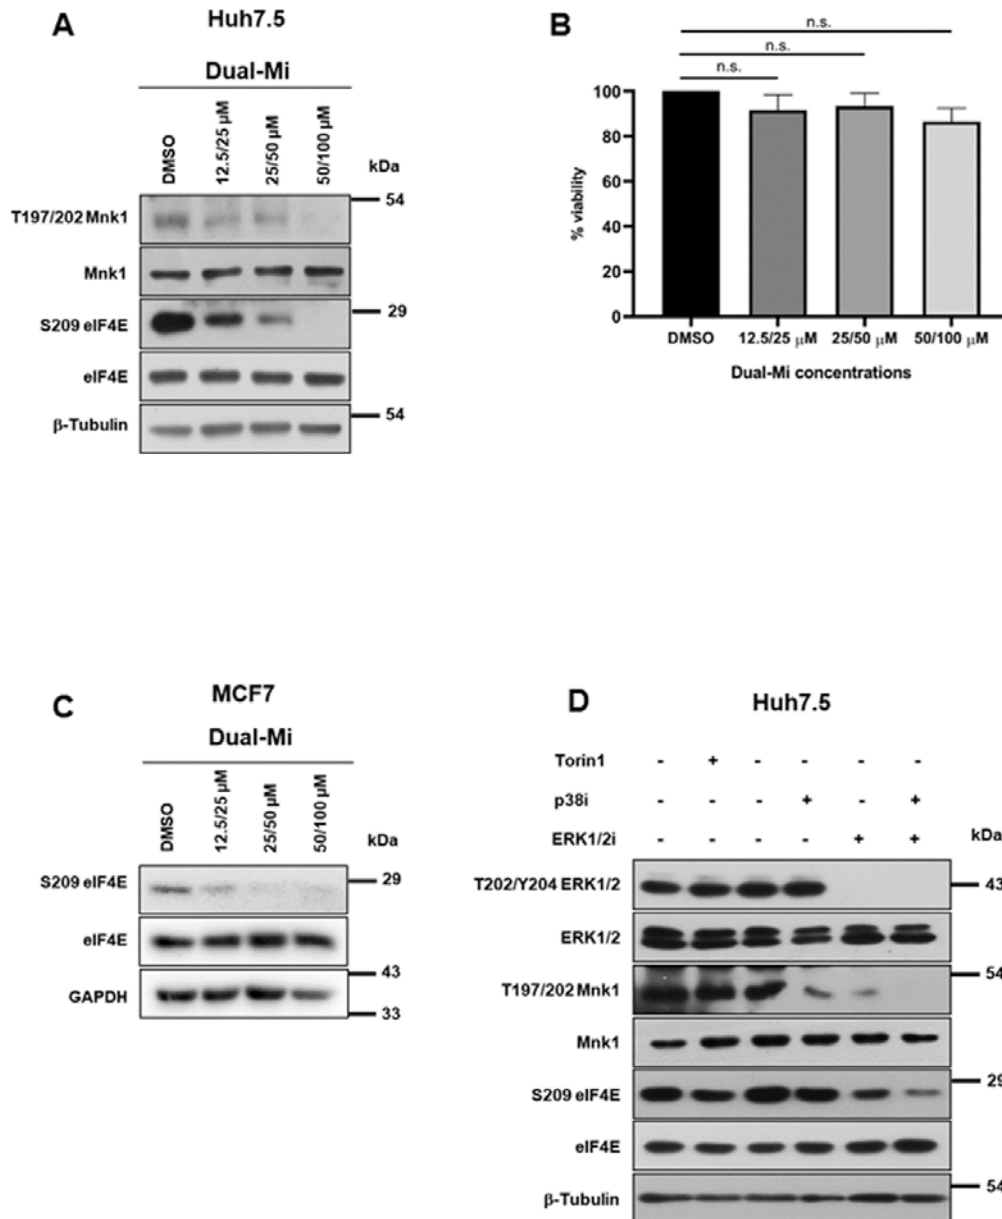 A
Huh7.5
Dual-Mi
DMSO
12.5/25 µM
25/50 µM
50/100 µM
kDa
T197/202 Mnk1
54
Mnk1
S209 eIF4E
29
eIF4E
β-Tubulin
54
B
n.s.
n.s.
n.s.
% viability
100
80
60
40
20
0
DMSO
12.5/25 µM
25/50 µM
50/100 µM
Dual-Mi concentrations
C
MCF7
Dual-Mi
DMSO
12.5/25 µM
25/50 µM
50/100 µM
kDa
S209 eIF4E
29
eIF4E
GAPDH
43
33
D
Huh7.5
Torin1 - + - - - -
p38i - - - + - +
ERK1/2i - - - - + +
kDa
T202/Y204 ERK1/2
43
ERK1/2
T197/202 Mnk1
54
Mnk1
S209 eIF4E
29
eIF4E
β-Tubulin
54